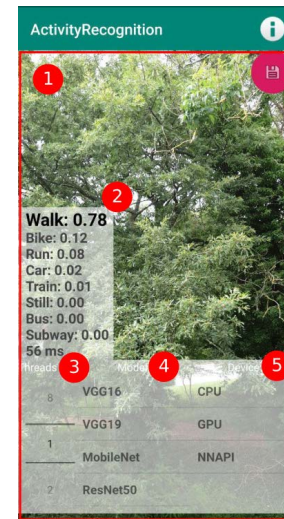 ActivityRecognition
i
1
2
Walk: 0.78
Bike: 0.12
Run: 0.08
Car: 0.02
Train: 0.01
Still: 0.00
Bus: 0.00
Subway: 0.00
56 ms
Threads 3 Model 4 Device 5
8 VGG16 CPU
VGG19 GPU
1
MobileNet NNAPI
2 ResNet50